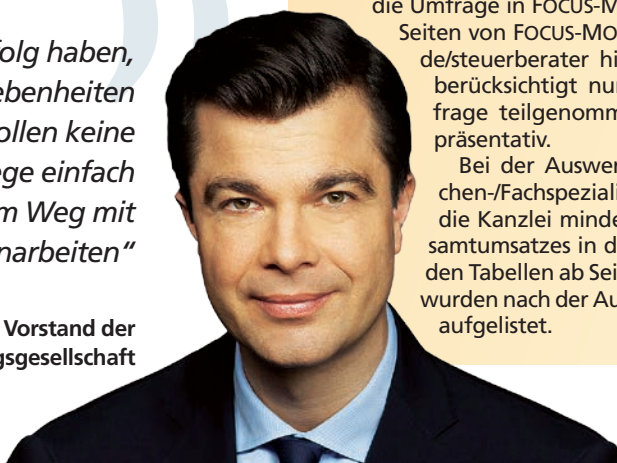 folg haben,
ebenheiten
ollen keine
ege einfach
m Weg mit
narbeiten“
Vorstand der
gsgesellschaft
die Umfrage in FOCUS-M
Seiten von FOCUS-MO
de/steuerberater hi
berücksichtigt nur
frage teilgenomm
präsentativ.
Bei der Auswer
chen-/Fachspeziali
die Kanzlei minde
samtumsatzes in d
den Tabellen ab Sei
wurden nach der Au
aufgelistet.